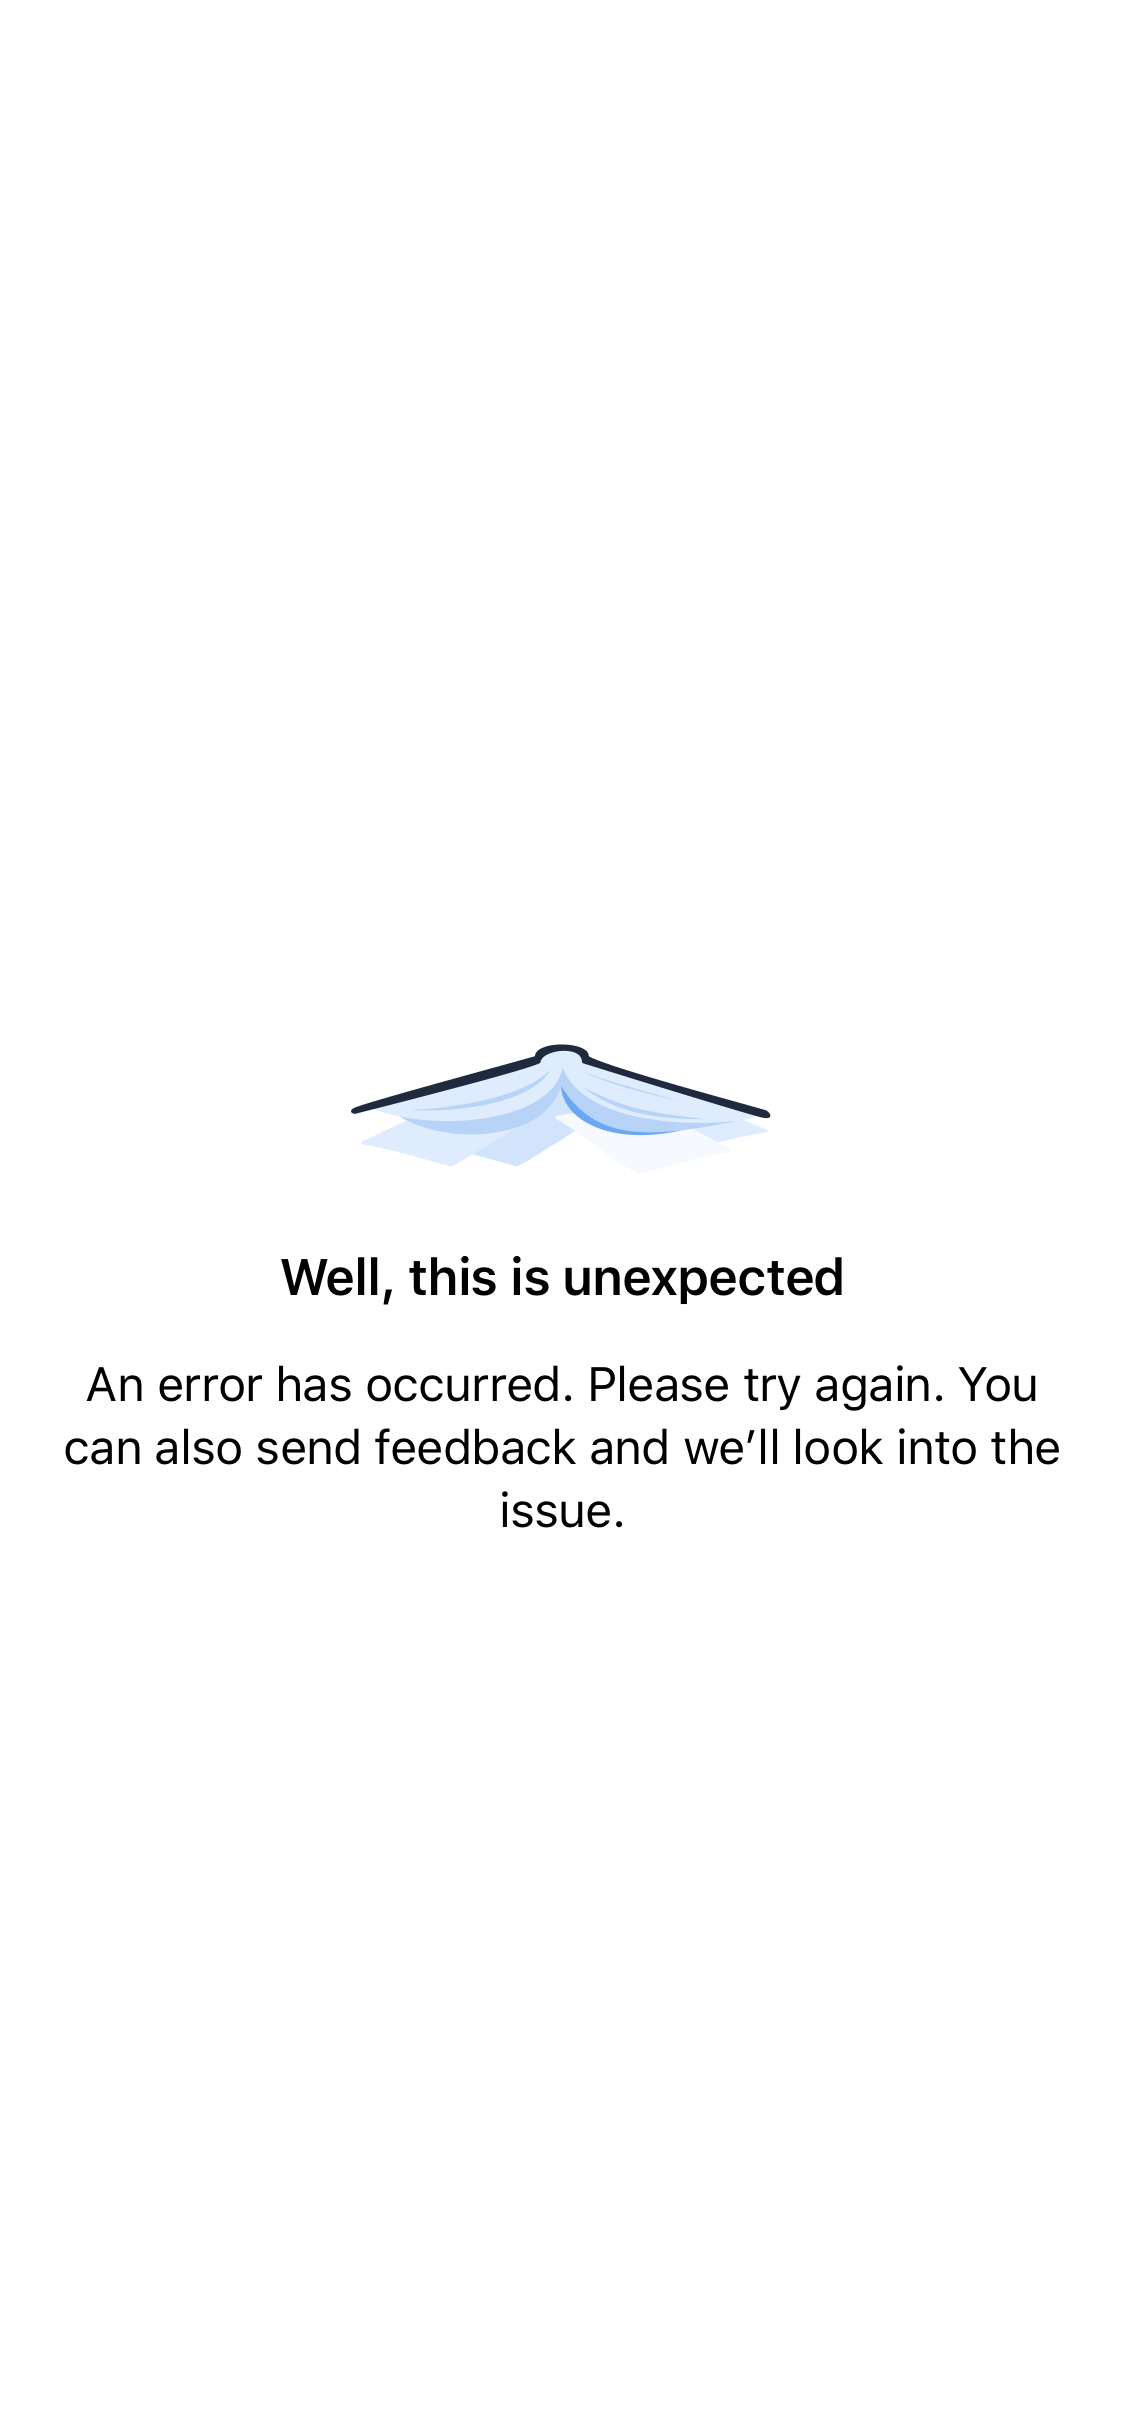 Well, this is unexpected
An error has occurred. Please try again. You
can also send feedback and we’ll look into the
issue.